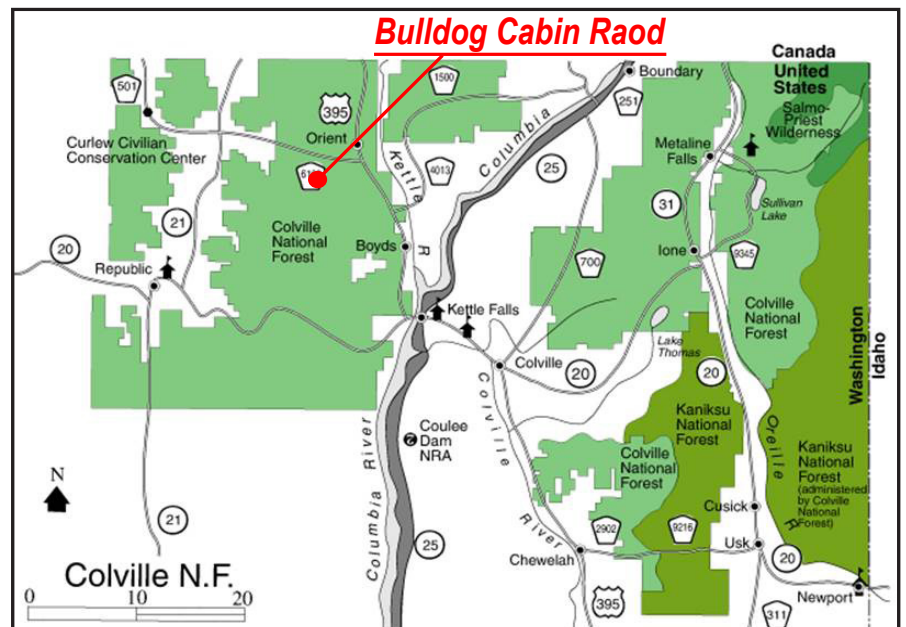 Bulldog Cabin Raod
Canada
United
States
Boundary
501
1500
395
251
Salmo-
Priest
Wilderness
Curlew Civilian
Conservation Center
Orient
Kettle
R
4013
Columbia
25
Metaline
Falls
31
Sullivan
Lake
21
20
Republic
Colville
National
Forest
Boyds
700
Ione
9345
Kettle Falls
Colville
National
Forest
Lake
Thomas
Colville
20
20
Washington
Idaho
River
Coulee
Dam
NRA
Colville
River
Kaniksu
National
Forest
Colville
National
Forest
Oreille
Kaniksu
National
Forest
(administered
by Colville
National
Forest)
N
21
Columbia
25
2902
9216
Cusick
Usk
20
Chewelah
Newport
395
311
Colville N.F.
0 10 20